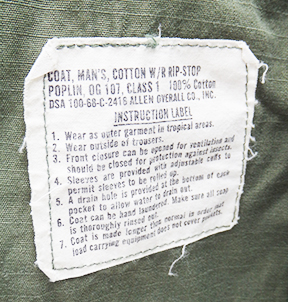 COAT, MAN'S, COTTON W/R RIP-STOP
POPLIN, OG 107, CLASS 1 100% Cotton
DSA 100-68-C-2416 ALLEN OVERALL CO., INC.
INSTRUCTION LABEL
1. Wear as outer garment in tropical areas.
2. Wear outside of trousers.
3. Front closure can be opened for ventilation and
should be closed for protection against insects.
4. Sleeves are provided with adjustable cuffs to
permit sleeves to be rolled up.
5. A drain hole is provided at the bottom of each
pocket to allow water to drain out.
6. Coat can be hand laundered. Make sure all soap
is thoroughly rinsed out.
7. Coat is made longer than normal in order that
load carrying equipment does not cover pockets.